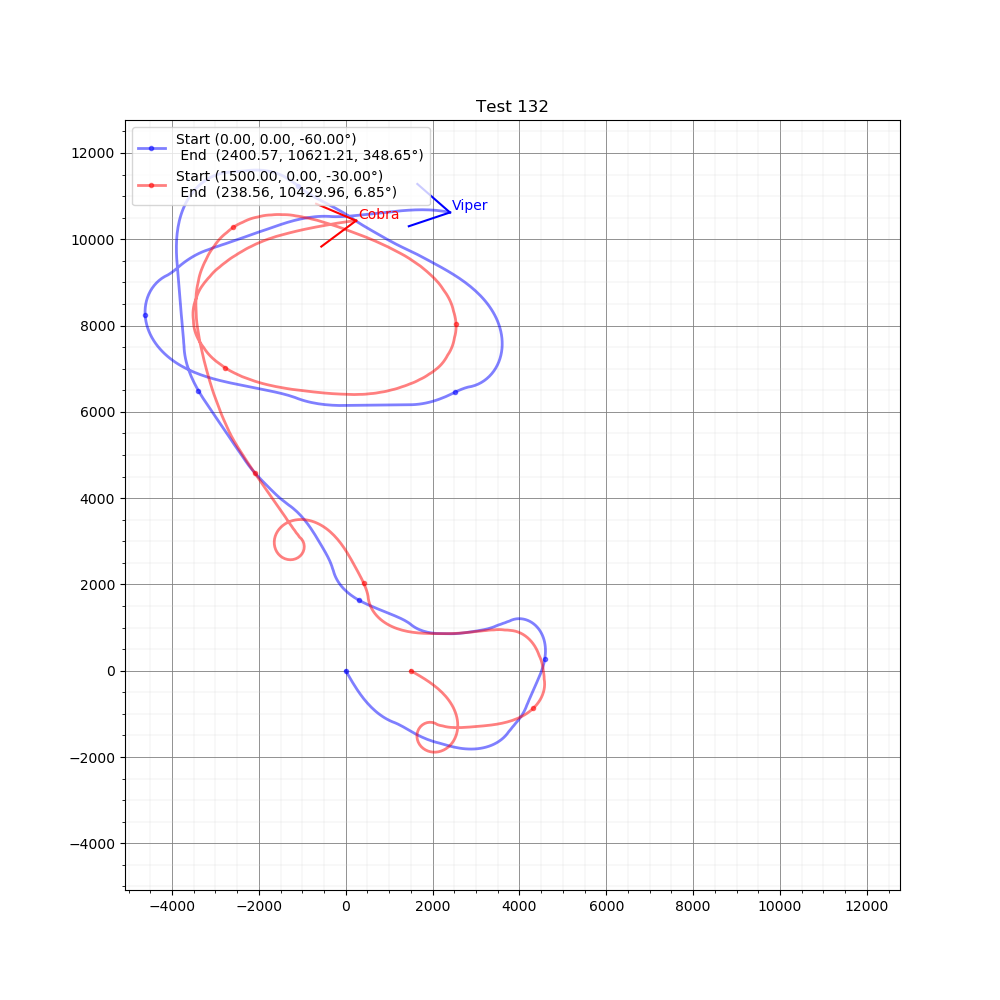 Test 132
Start (0.00, 0.00, -60.00°)
End (2400.57, 10621.21, 348.65°)
Start (1500.00, 0.00, -30.00°)
End (238.56, 10429.96, 6.85°)
Viper
Cobra
12000
10000
8000
6000
4000
2000
0
−2000
−4000
−4000 −2000 0 2000 4000 6000 8000 10000 12000